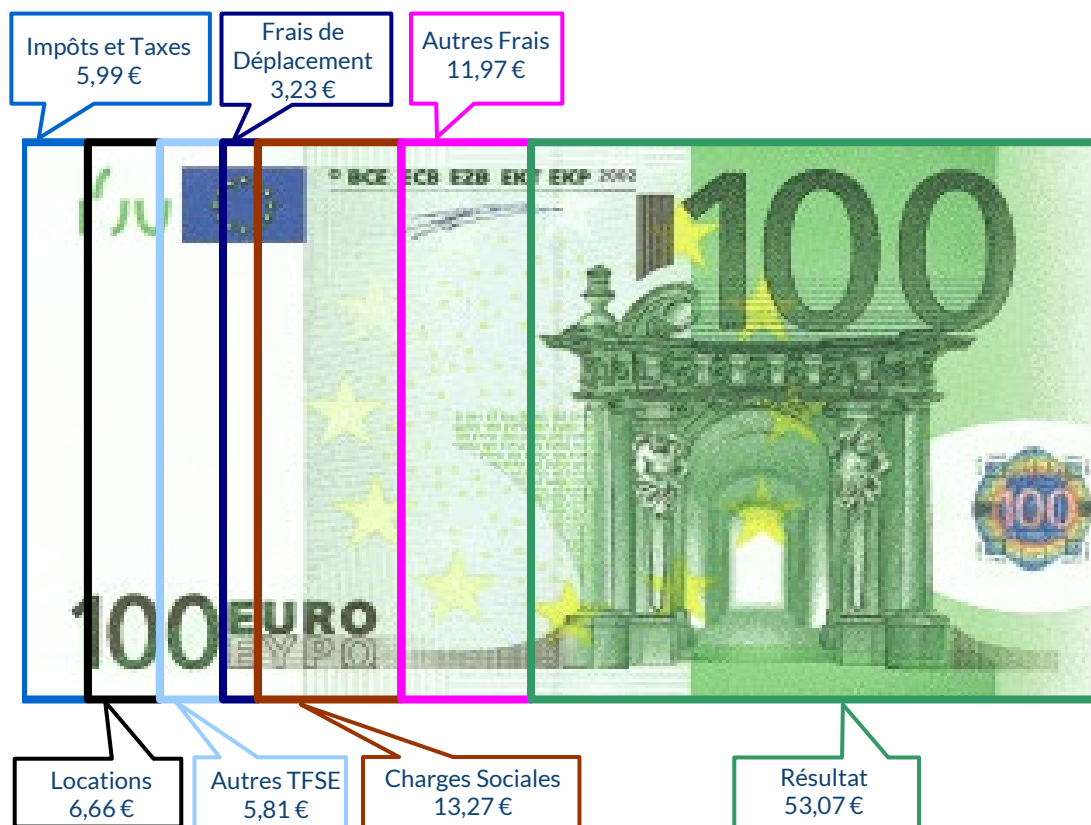 Impôts et Taxes
5,99 €
Frais de
Déplacement
3,23 €
Autres Frais
11,97 €
© BCE ECB EZB EKT EKP 2002
100
100
100 EURO
ΕΥΡΩ
Locations
6,66 €
Autres TFSE
5,81 €
Charges Sociales
13,27 €
Résultat
53,07 €